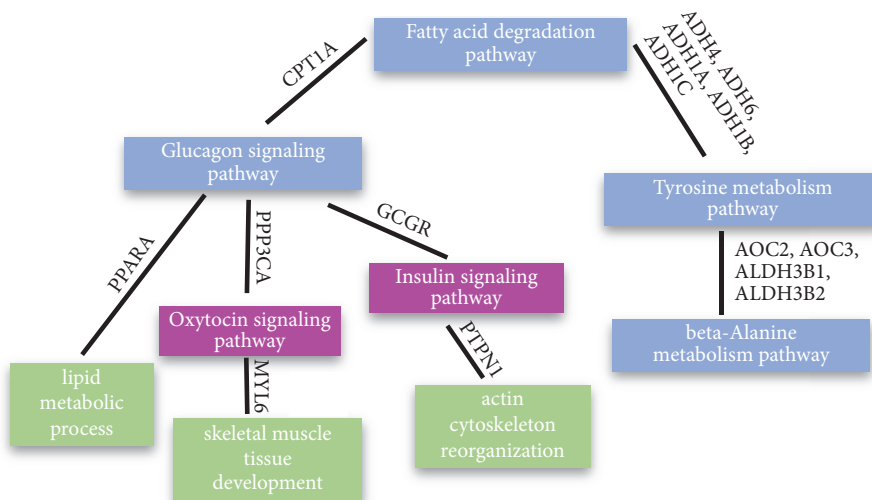 Fatty acid degradation
pathway
CPT1A
ADH4, ADH6,
ADH1A, ADH1B,
ADH1C
Glucagon signaling
pathway
Tyrosine metabolism
pathway
PPARA
PPP3CA
GCGR
AOC2, AOC3,
ALDH3B1,
ALDH3B2
Insulin signaling
pathway
Oxytocin signaling
pathway
beta-Alanine
metabolism pathway
PTPN1
MYL6
lipid
metabolic
process
actin
cytoskeleton
reorganization
skeletal muscle
tissue
development